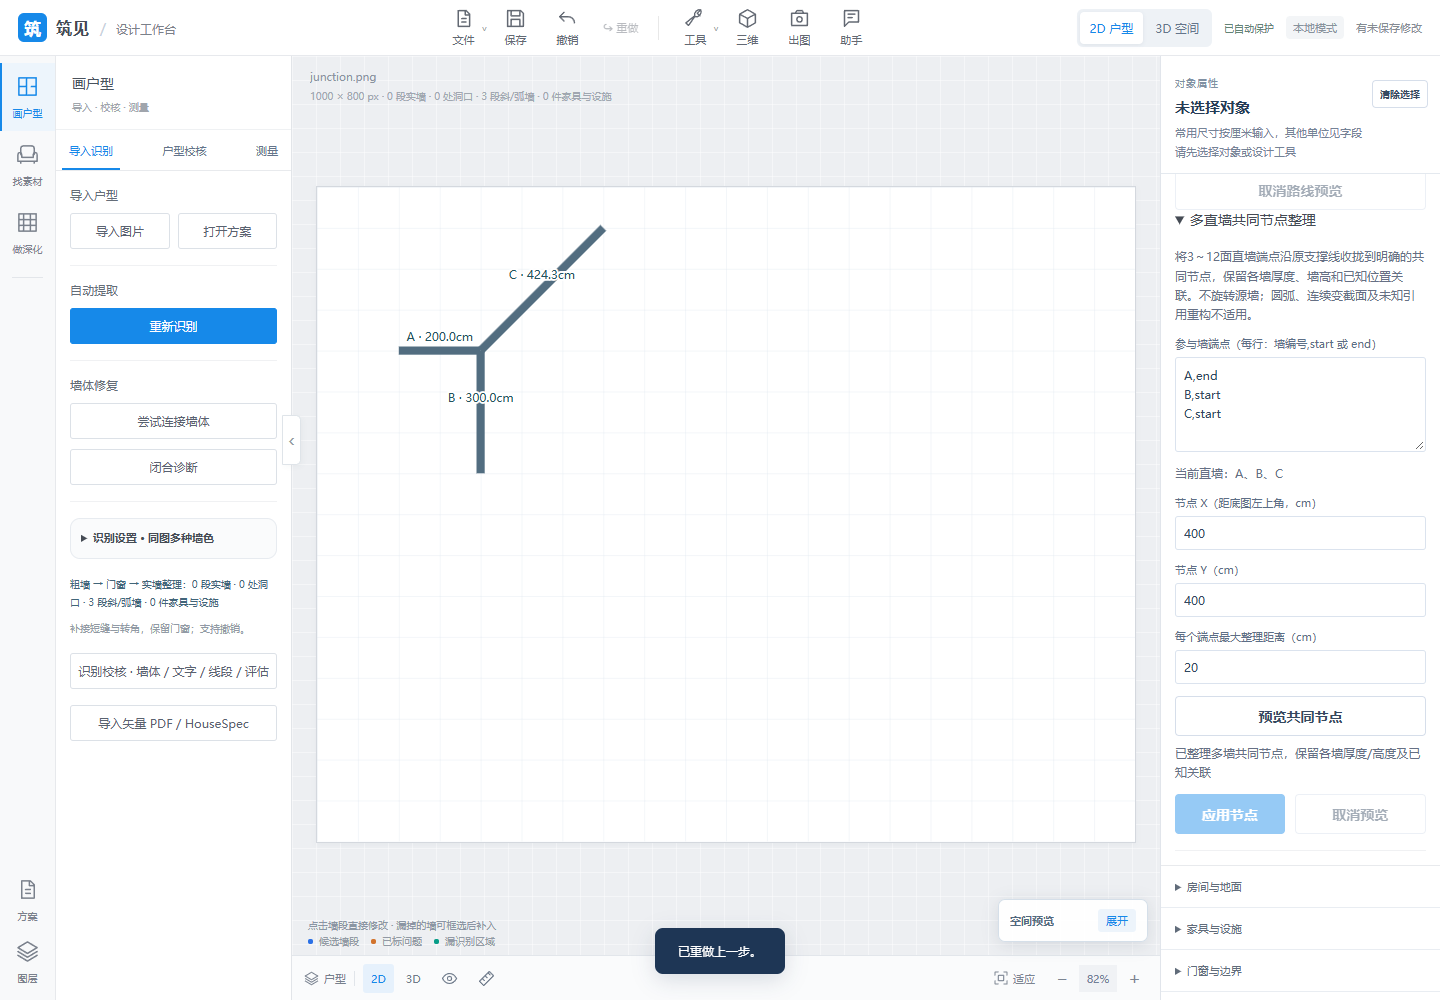 筑 筑见 / 设计工作台
文件
保存
撤销
重做
工具
三维
出图
助手
2D 户型
3D 空间
已自动保护
本地模式
有未保存修改
画户型
找素材
做深化
方案
图层
画户型
导入 · 校核 · 测量
导入识别
户型校核
测量
导入户型
导入图片
打开方案
自动提取
重新识别
墙体修复
尝试连接墙体
闭合诊断
识别设置 • 同图多种墙色
粗墙 → 门窗 → 实墙整理：0 段实墙 · 0 处洞
口 · 3 段斜/弧墙 · 0 件家具与设施
补接短缝与转角，保留门窗；支持撤销。
识别校核 · 墙体 / 文字 / 线段 / 评估
导入矢量 PDF / HouseSpec
junction.png
1000 × 800 px · 0 段实墙 · 0 处洞口 · 3 段斜/弧墙 · 0 件家具与设施
C · 424.3cm
A · 200.0cm
B · 300.0cm
点击墙段直接修改 · 漏掉的墙可框选后补入
候选墙段
已标问题
漏识别区域
空间预览
展开
已重做上一步。
户型
2D
3D
适应
82%
对象属性
未选择对象
常用尺寸按厘米输入，其他单位见字段
请先选择对象或设计工具
清除选择
取消路线预览
多直墙共同节点整理
将3～12面直墙端点沿原支撑线收拢到明确的共
同节点，保留各墙厚度、墙高和已知位置关
联。不旋转源墙；圆弧、连续变截面及未知引
用重构不适用。
参与墙端点（每行：墙编号,start 或 end）
A,end
B,start
C,start
当前直墙：A、B、C
节点 X（距底图左上角，cm）
400
节点 Y（cm）
400
每个端点最大整理距离（cm）
20
预览共同节点
已整理多墙共同节点，保留各墙厚度/高度及已
知关联
应用节点
取消预览
房间与地面
家具与设施
门窗与边界